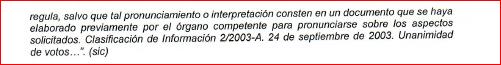 regula, salvo que tal pronunciamiento o interpretación consten en un documento que se haya
elaborado previamente por el órgano competente para pronunciarse sobre los aspectos
solicitados. Clasificación de Información 2/2003-A. 24 de septiembre de 2003. Unanimidad
de votos…”. (sic)